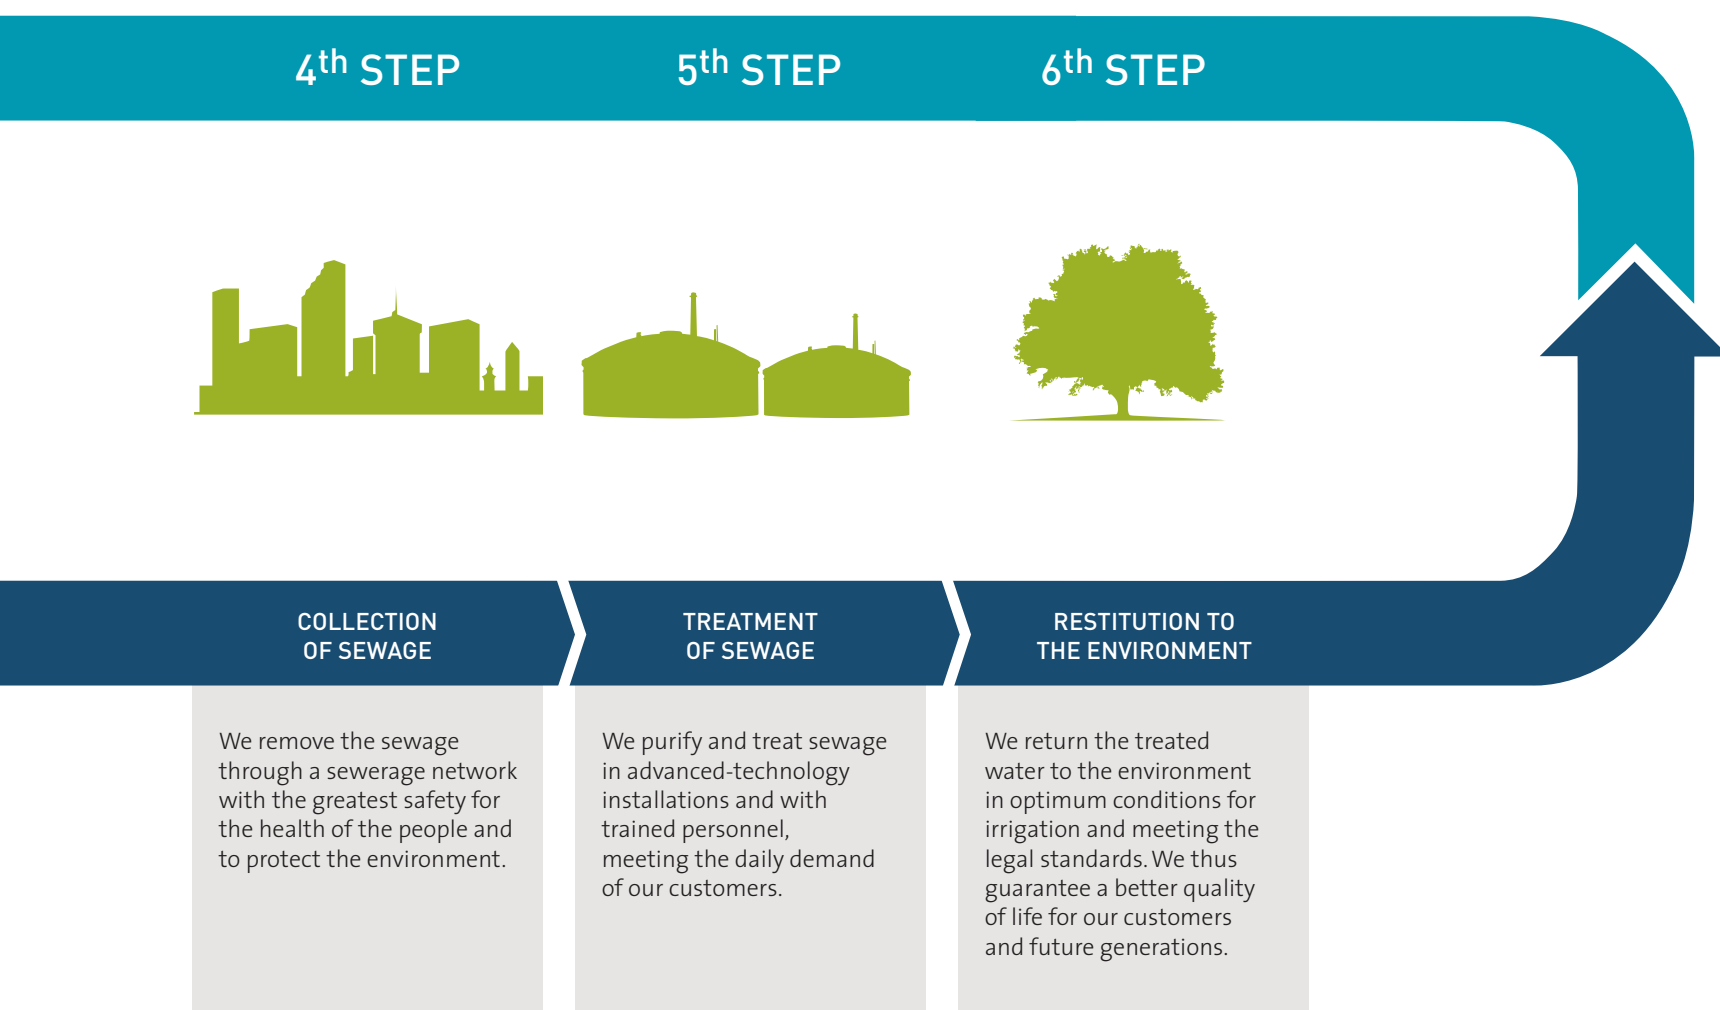 4th STEP
5th STEP
6th STEP
COLLECTION
OF SEWAGE
TREATMENT
OF SEWAGE
RESTITUTION TO
THE ENVIRONMENT
We remove the sewage
through a sewerage network
with the greatest safety for
the health of the people and
to protect the environment.
We purify and treat sewage
in advanced-technology
installations and with
trained personnel,
meeting the daily demand
of our customers.
We return the treated
water to the environment
in optimum conditions for
irrigation and meeting the
legal standards. We thus
guarantee a better quality
of life for our customers
and future generations.